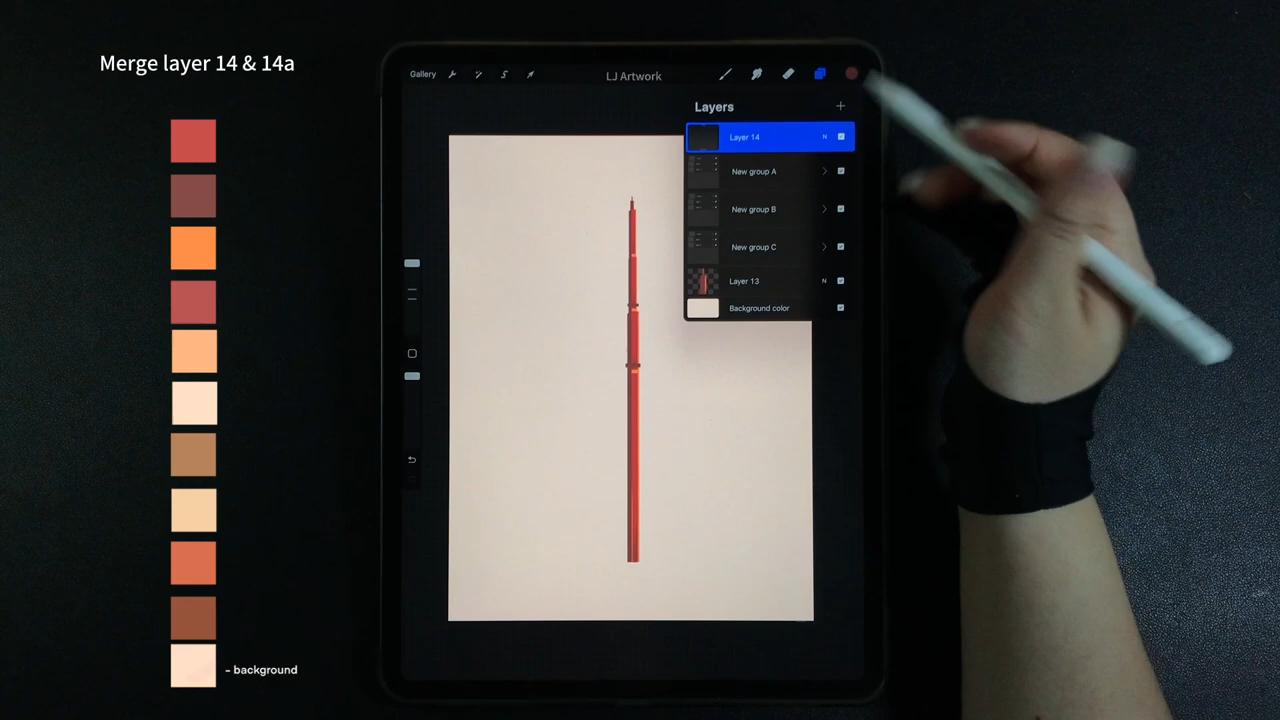 Merge layer 14 & 14a
Gallery
LJ Artwork
Layers
Layer 14 N
New group A
New group B
New group C
Layer 13 N
Background color
- background